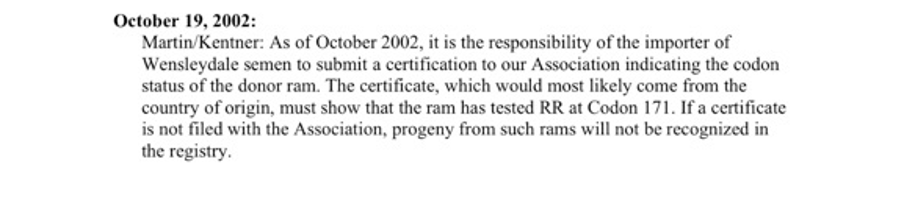 October 19, 2002:
Martin/Kentner: As of October 2002, it is the responsibility of the importer of
Wensleydale semen to submit a certification to our Association indicating the codon
status of the donor ram. The certificate, which would most likely come from the
country of origin, must show that the ram has tested RR at Codon 171. If a certificate
is not filed with the Association, progeny from such rams will not be recognized in
the registry.